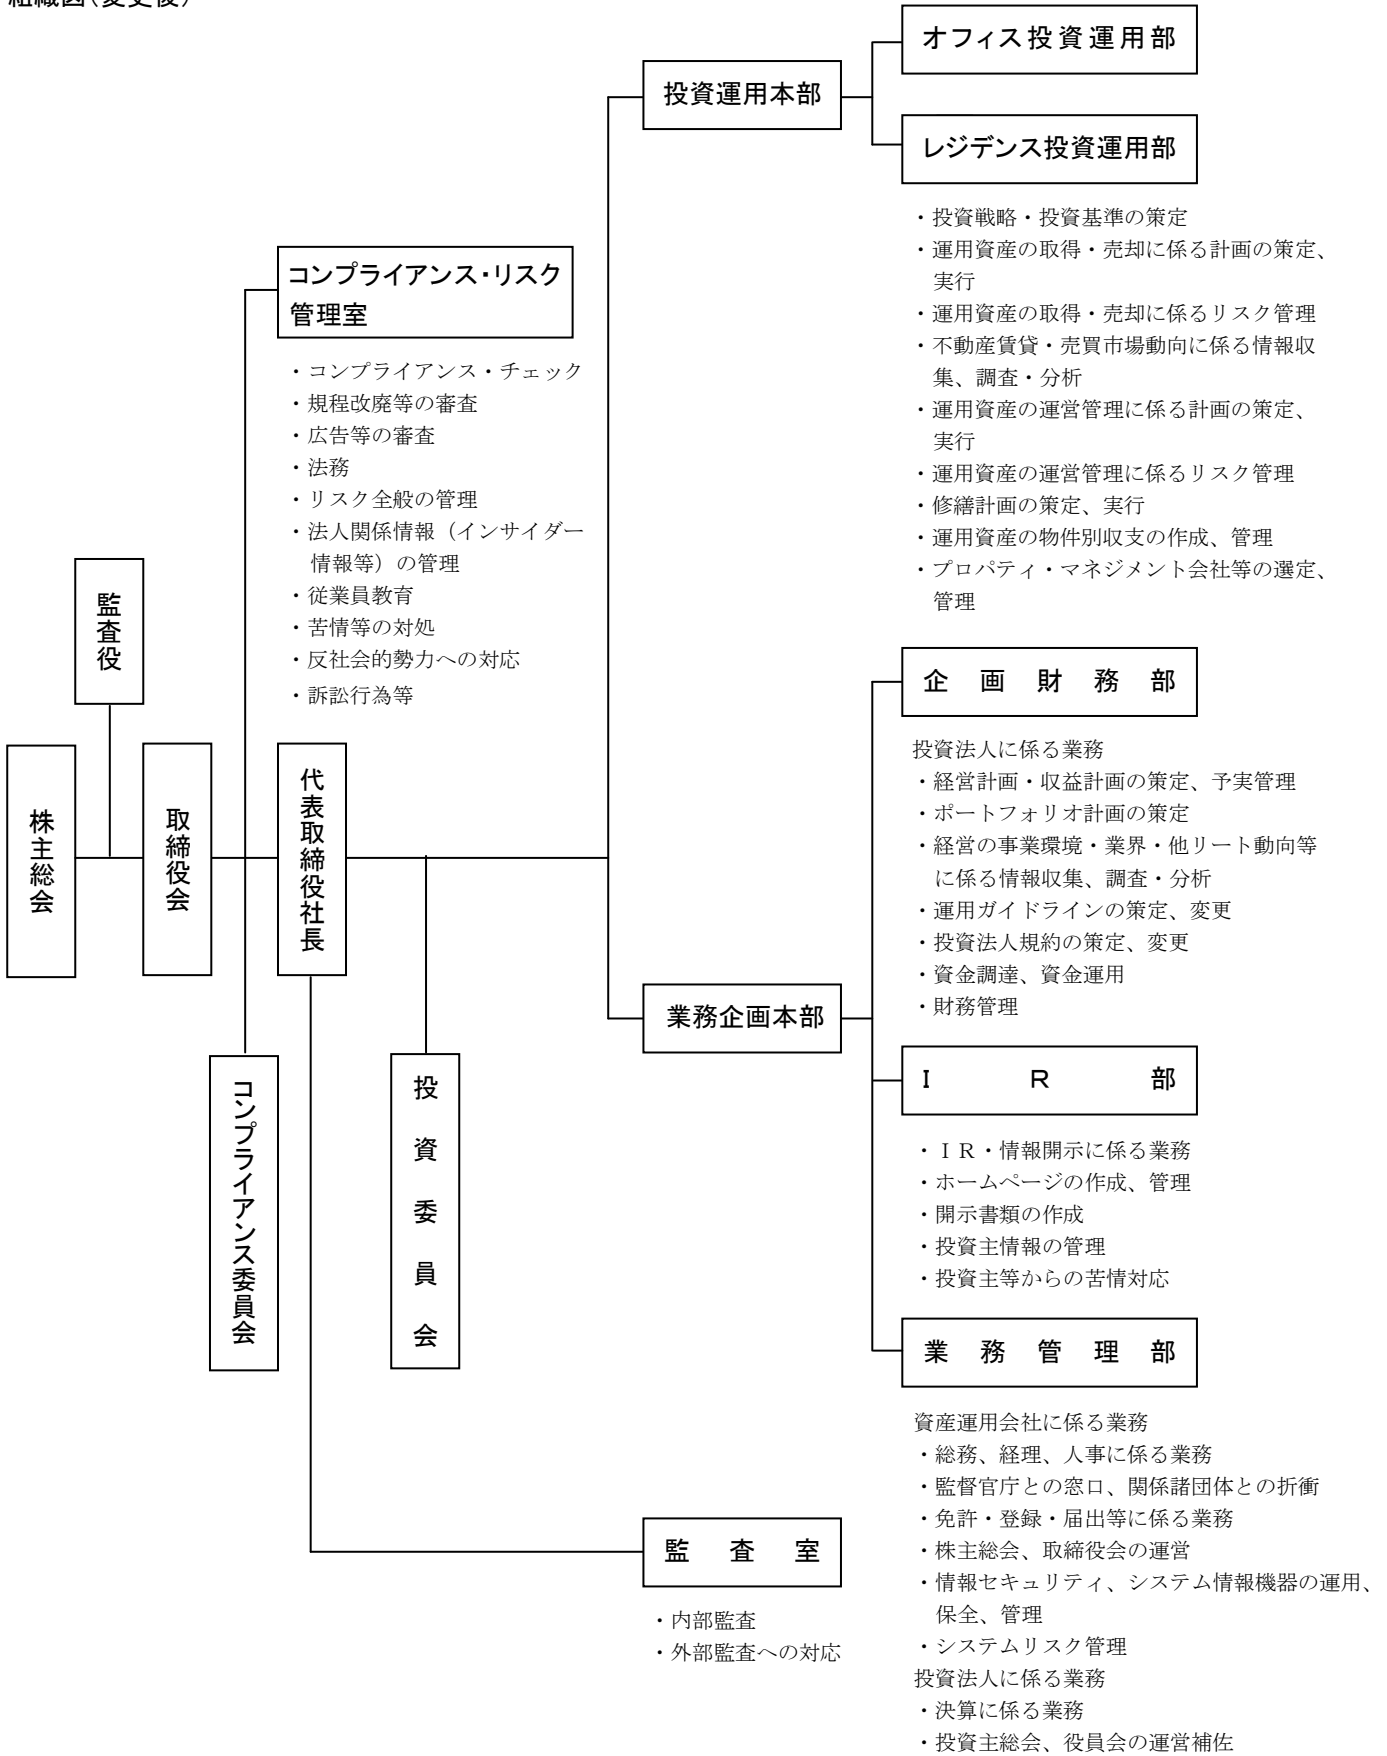 組織図（変更後）
オフィス投資運用部
投資運用本部
レジデンス投資運用部
・投資戦略・投資基準の策定
・運用資産の取得・売却に係る計画の策定、
実行
・運用資産の取得・売却に係るリスク管理
・不動産賃貸・売買市場動向に係る情報収
集、調査・分析
・運用資産の運営管理に係る計画の策定、
実行
・運用資産の運営管理に係るリスク管理
・修繕計画の策定、実行
・運用資産の物件別収支の作成、管理
・プロパティ・マネジメント会社等の選定、
管理
コンプライアンス・リスク
管理室
・コンプライアンス・チェック
・規程改廃等の審査
・広告等の審査
・法務
・リスク全般の管理
・法人関係情報（インサイダー
情報等）の管理
・従業員教育
・苦情等の対処
・反社会的勢力への対応
・訴訟行為等
監査役
株主総会
取締役会
代表取締役社長
企画財務部
投資法人に係る業務
・経営計画・収益計画の策定、予実管理
・ポートフォリオ計画の策定
・経営の事業環境・業界・他リート動向等
に係る情報収集、調査・分析
・運用ガイドラインの策定、変更
・投資法人規約の策定、変更
・資金調達、資金運用
・財務管理
業務企画本部
コンプライアンス委員会
投資委員会
ＩＲ部
・ＩＲ・情報開示に係る業務
・ホームページの作成、管理
・開示書類の作成
・投資主情報の管理
・投資主等からの苦情対応
業務管理部
資産運用会社に係る業務
・総務、経理、人事に係る業務
・監督官庁との窓口、関係諸団体との折衝
・免許・登録・届出等に係る業務
・株主総会、取締役会の運営
・情報セキュリティ、システム情報機器の運用、
保全、管理
・システムリスク管理
投資法人に係る業務
・決算に係る業務
・投資主総会、役員会の運営補佐
監査室
・内部監査
・外部監査への対応